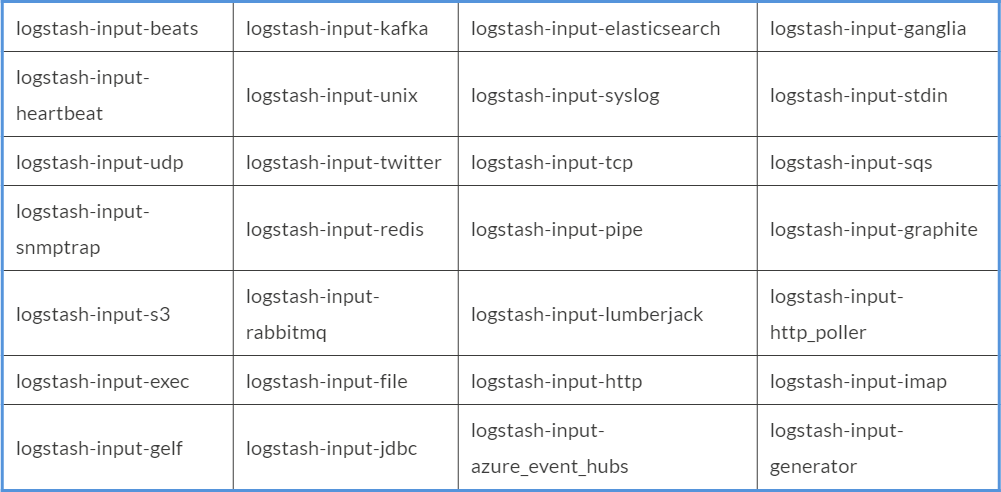 logstash-input-beats
logstash-input-kafka
logstash-input-elasticsearch
logstash-input-ganglia
logstash-input-
heartbeat
logstash-input-unix
logstash-input-syslog
logstash-input-stdin
logstash-input-udp
logstash-input-twitter
logstash-input-tcp
logstash-input-sqs
logstash-input-
snmptrap
logstash-input-redis
logstash-input-pipe
logstash-input-graphite
logstash-input-s3
logstash-input-
rabbitmq
logstash-input-lumberjack
logstash-input-
http_poller
logstash-input-exec
logstash-input-file
logstash-input-http
logstash-input-imap
logstash-input-gelf
logstash-input-jdbc
logstash-input-
azure_event_hubs
logstash-input-
generator